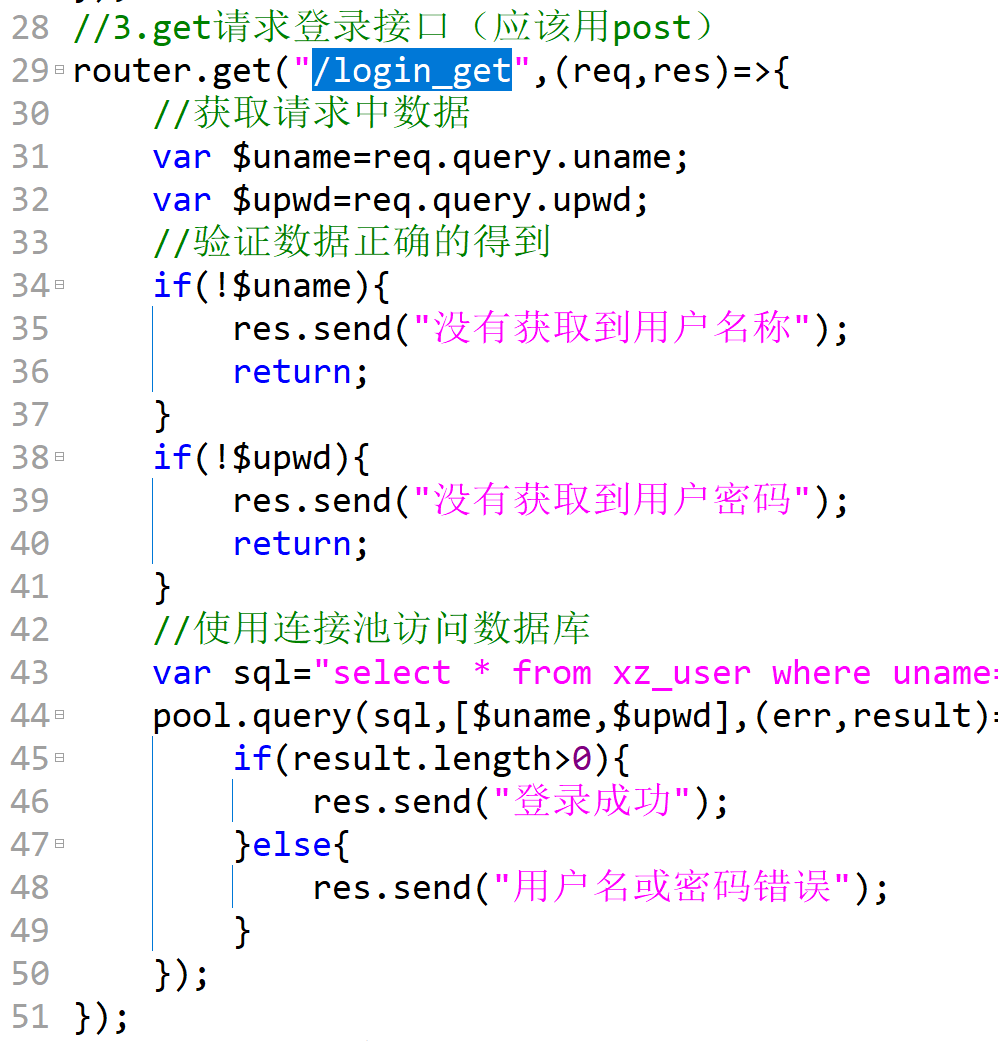 28 //3.get请求登录接口（应该用post）
29 router.get("/login_get",(req,res)=>{
30 //获取请求中数据
31 var $uname=req.query.uname;
32 var $upwd=req.query.upwd;
33 //验证数据正确的得到
34 if(!$uname){
35 res.send("没有获取到用户名称");
36 return;
37 }
38 if(!$upwd){
39 res.send("没有获取到用户密码");
40 return;
41 }
42 //使用连接池访问数据库
43 var sql="select * from xz_user where uname=
44 pool.query(sql,[$uname,$upwd],(err,result)=
45 if(result.length>0){
46 res.send("登录成功");
47 }else{
48 res.send("用户名或密码错误");
49 }
50 });
51 });